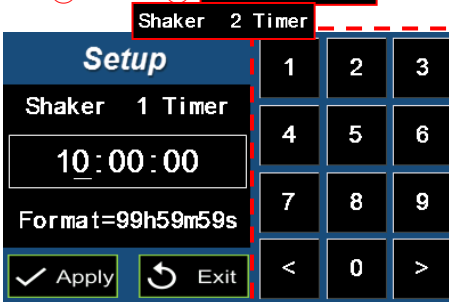 Shaker 2 Timer
Setup
Shaker 1 Timer
10:00:00
Format=99h59m59s
Apply Exit
1 2 3
4 5 6
7 8 9
< 0 >